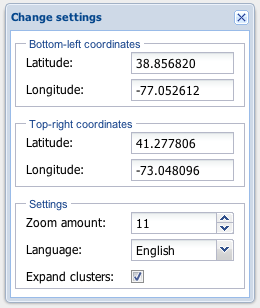 Change settings
Bottom-left coordinates
Latitude: 38.856820
Longitude: -77.052612
Top-right coordinates
Latitude: 41.277806
Longitude: -73.048096
Settings
Zoom amount: 11
Language: English
Expand clusters: